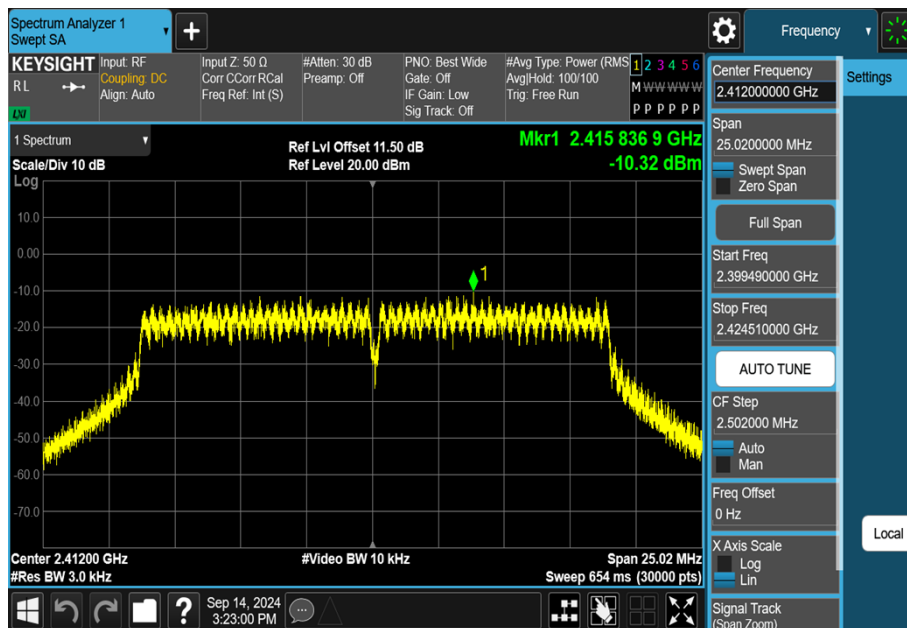 Spectrum Analyzer 1
Swept SA
Frequency
KEYSIGHT
RL
LXI
Input: RF
Coupling: DC
Align: Auto
Input Z: 50 Ω
Corr CCorr RCal
Freq Ref: Int (S)
#Atten: 30 dB
Preamp: Off
PNO: Best Wide
Gate: Off
IF Gain: Low
Sig Track: Off
#Avg Type: Power (RMS
Avg|Hold: 100/100
Trig: Free Run
1 2 3 4 5 6
M W W W W W
P P P P P P
1 Spectrum
Scale/Div 10 dB
Log
Ref Lvl Offset 11.50 dB
Ref Level 20.00 dBm
Mkr1 2.415 836 9 GHz
-10.32 dBm
10.0
0.00
-10.0
-20.0
-30.0
-40.0
-50.0
-60.0
-70.0
1
Center 2.41200 GHz
#Res BW 3.0 kHz
#Video BW 10 kHz
Span 25.02 MHz
Sweep 654 ms (30000 pts)
Center Frequency
2.412000000 GHz
Span
25.0200000 MHz
Swept Span
Zero Span
Full Span
Start Freq
2.399490000 GHz
Stop Freq
2.424510000 GHz
AUTO TUNE
CF Step
2.502000 MHz
Auto
Man
Freq Offset
0 Hz
X Axis Scale
Log
Lin
Signal Track
(Span Zoom)
Settings
Local
?
Sep 14, 2024
3:23:00 PM